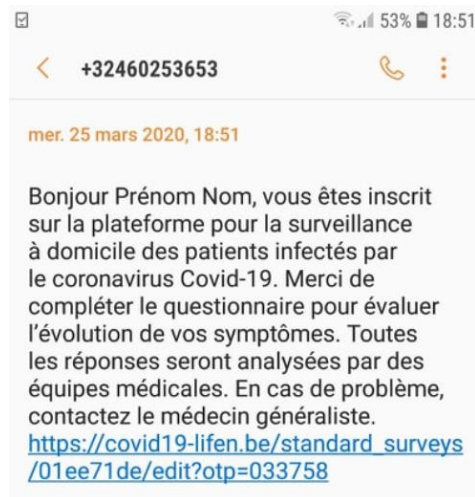 53% 18:51
+32460253653
mer. 25 mars 2020, 18:51
Bonjour Prénom Nom, vous êtes inscrit
sur la plateforme pour la surveillance
à domicile des patients infectés par
le coronavirus Covid-19. Merci de
compléter le questionnaire pour évaluer
l’évolution de vos symptômes. Toutes
les réponses seront analysées par des
équipes médicales. En cas de problème,
contactez le médecin généraliste.
https://covid19-lifen.be/standard_surveys
/01ee71de/edit?otp=033758